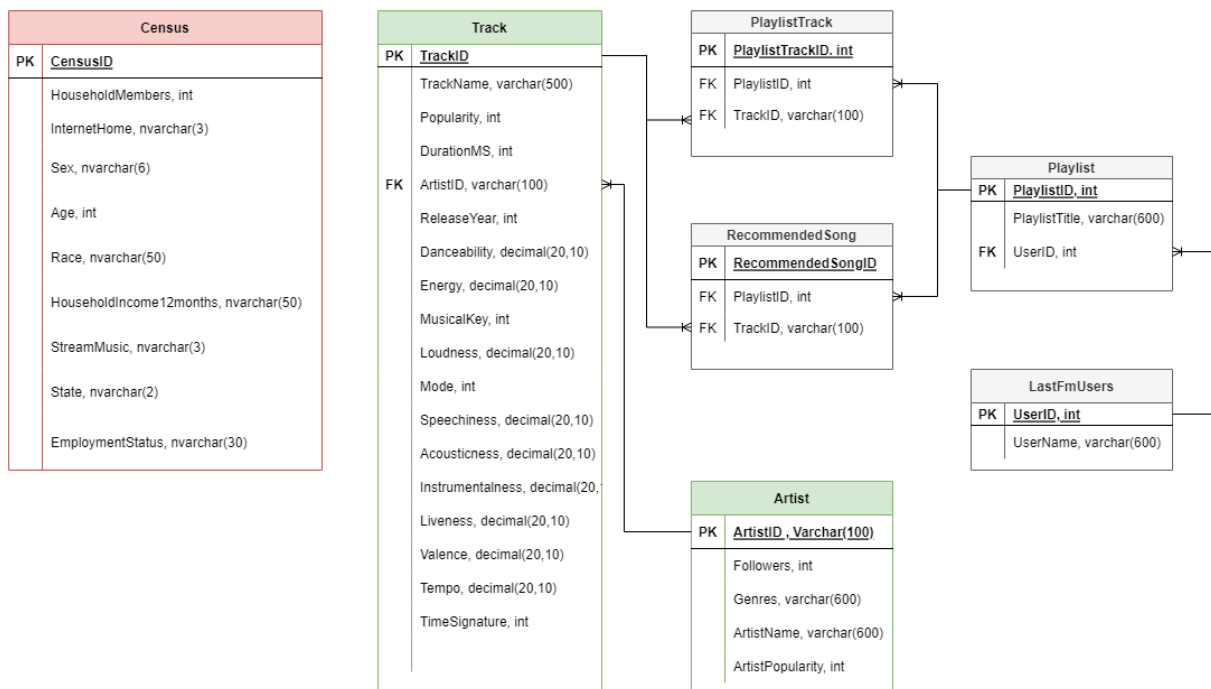 Census
PK CensusID
HouseholdMembers, int
InternetHome, nvarchar(3)
Sex, nvarchar(6)
Age, int
Race, nvarchar(50)
HouseholdIncome12months, nvarchar(50)
StreamMusic, nvarchar(3)
State, nvarchar(2)
EmploymentStatus, nvarchar(30)
Track
PK TrackID
TrackName, varchar(500)
Popularity, int
DurationMS, int
FK ArtistID, varchar(100)
ReleaseYear, int
Danceability, decimal(20,10)
Energy, decimal(20,10)
MusicalKey, int
Loudness, decimal(20,10)
Mode, int
Speechiness, decimal(20,10)
Acousticness, decimal(20,10)
Instrumentalness, decimal(20,
Liveness, decimal(20,10)
Valence, decimal(20,10)
Tempo, decimal(20,10)
TimeSignature, int
PlaylistTrack
PK PlaylistTrackID. int
FK PlaylistID, int
FK TrackID, varchar(100)
RecommendedSong
PK RecommendedSongID
FK PlaylistID, int
FK TrackID, varchar(100)
Artist
PK ArtistID , Varchar(100)
Followers, int
Genres, varchar(600)
ArtistName, varchar(600)
ArtistPopularity, int
Playlist
PK PlaylistID, int
PlaylistTitle, varchar(600)
FK UserID, int
LastFmUsers
PK UserID, int
UserName, varchar(600)